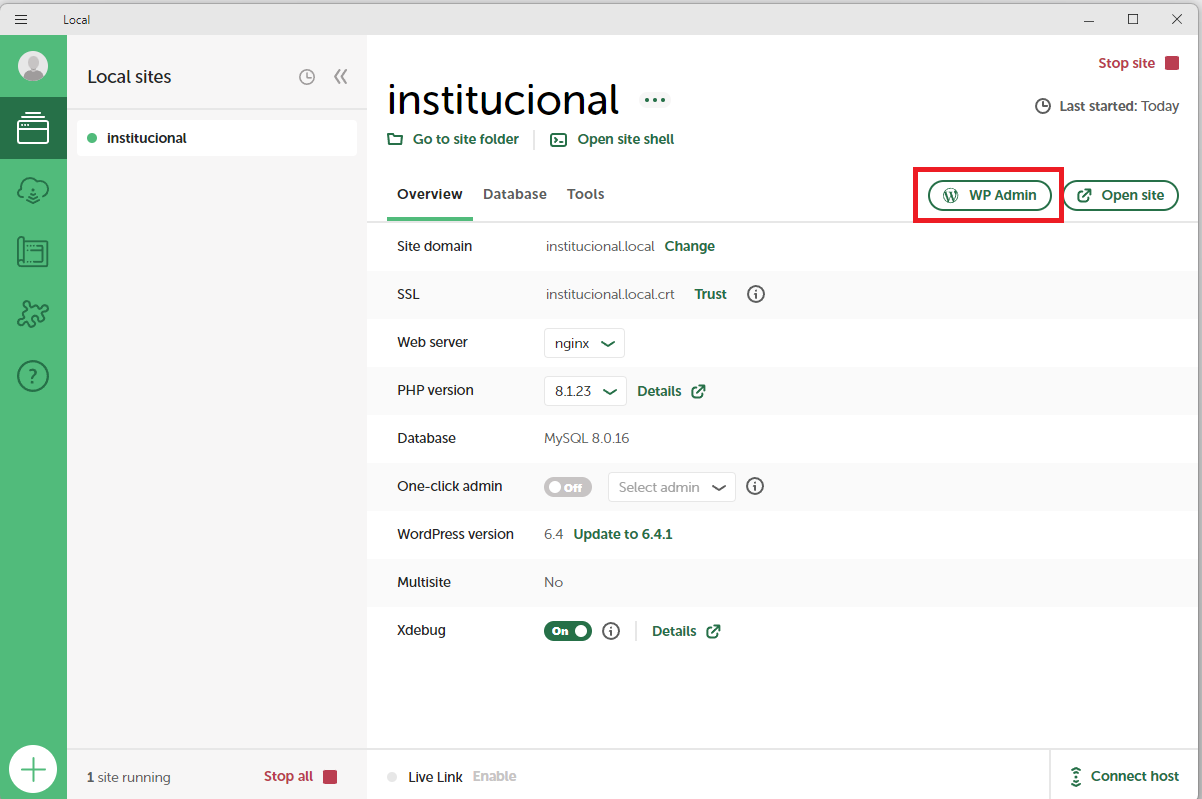 Local
Local sites
institucional
1 site running
Stop all
Stop site
institucional
Last started: Today
Go to site folder
Open site shell
Overview Database Tools
WP Admin
Open site
Site domain institucional.local Change
SSL institucional.local.crt Trust
Web server nginx
PHP version 8.1.23 Details
Database MySQL 8.0.16
One-click admin Off Select admin
WordPress version 6.4 Update to 6.4.1
Multisite No
Xdebug On Details
Live Link Enable
Connect host